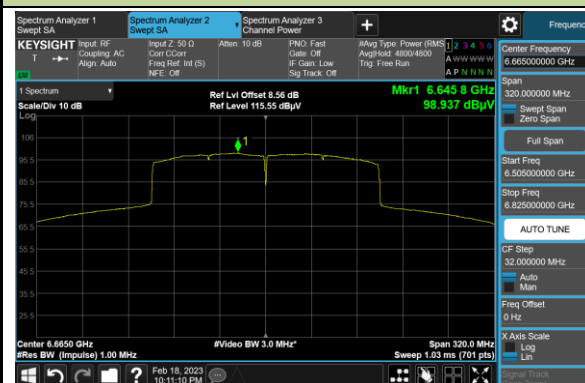 Spectrum Analyzer 1
Swept SA
Spectrum Analyzer 2
Swept SA
Spectrum Analyzer 3
Channel Power
+
Frequenc
KEYSIGHT
Input: RF
Coupling: AC
Align: Auto
Input Z: 50 Ω
Corr CCorr
Freq Ref: Int (S)
NFE: Off
Atten: 10 dB
PNO: Fast
Gate: Off
IF Gain: Low
Sig Track: Off
#Avg Type: Power (RMS
Avg|Hold: 4800/4800
Trig: Free Run
1 2 3 4 5 6
A W W W W W
A P N N N N
1 Spectrum
Scale/Div 10 dB
Log
Ref Lvl Offset 8.56 dB
Ref Level 115.55 dBµV
Mkr1 6.645 8 GHz
98.937 dBµV
1
106
95.5
85.5
75.5
65.5
55.5
45.5
35.5
25.5
Center 6.6650 GHz
#Res BW (Impulse) 1.00 MHz
#Video BW 3.0 MHz*
Span 320.0 MHz
Sweep 1.03 ms (701 pts)
Center Frequency
6.665000000 GHz
Span
320.000000 MHz
Swept Span
Zero Span
Full Span
Start Freq
6.505000000 GHz
Stop Freq
6.825000000 GHz
AUTO TUNE
CF Step
32.000000 MHz
Auto
Man
Freq Offset
0 Hz
X Axis Scale
Log
Lin
Signal Track
?
Feb 18, 2023
10:11:10 PM